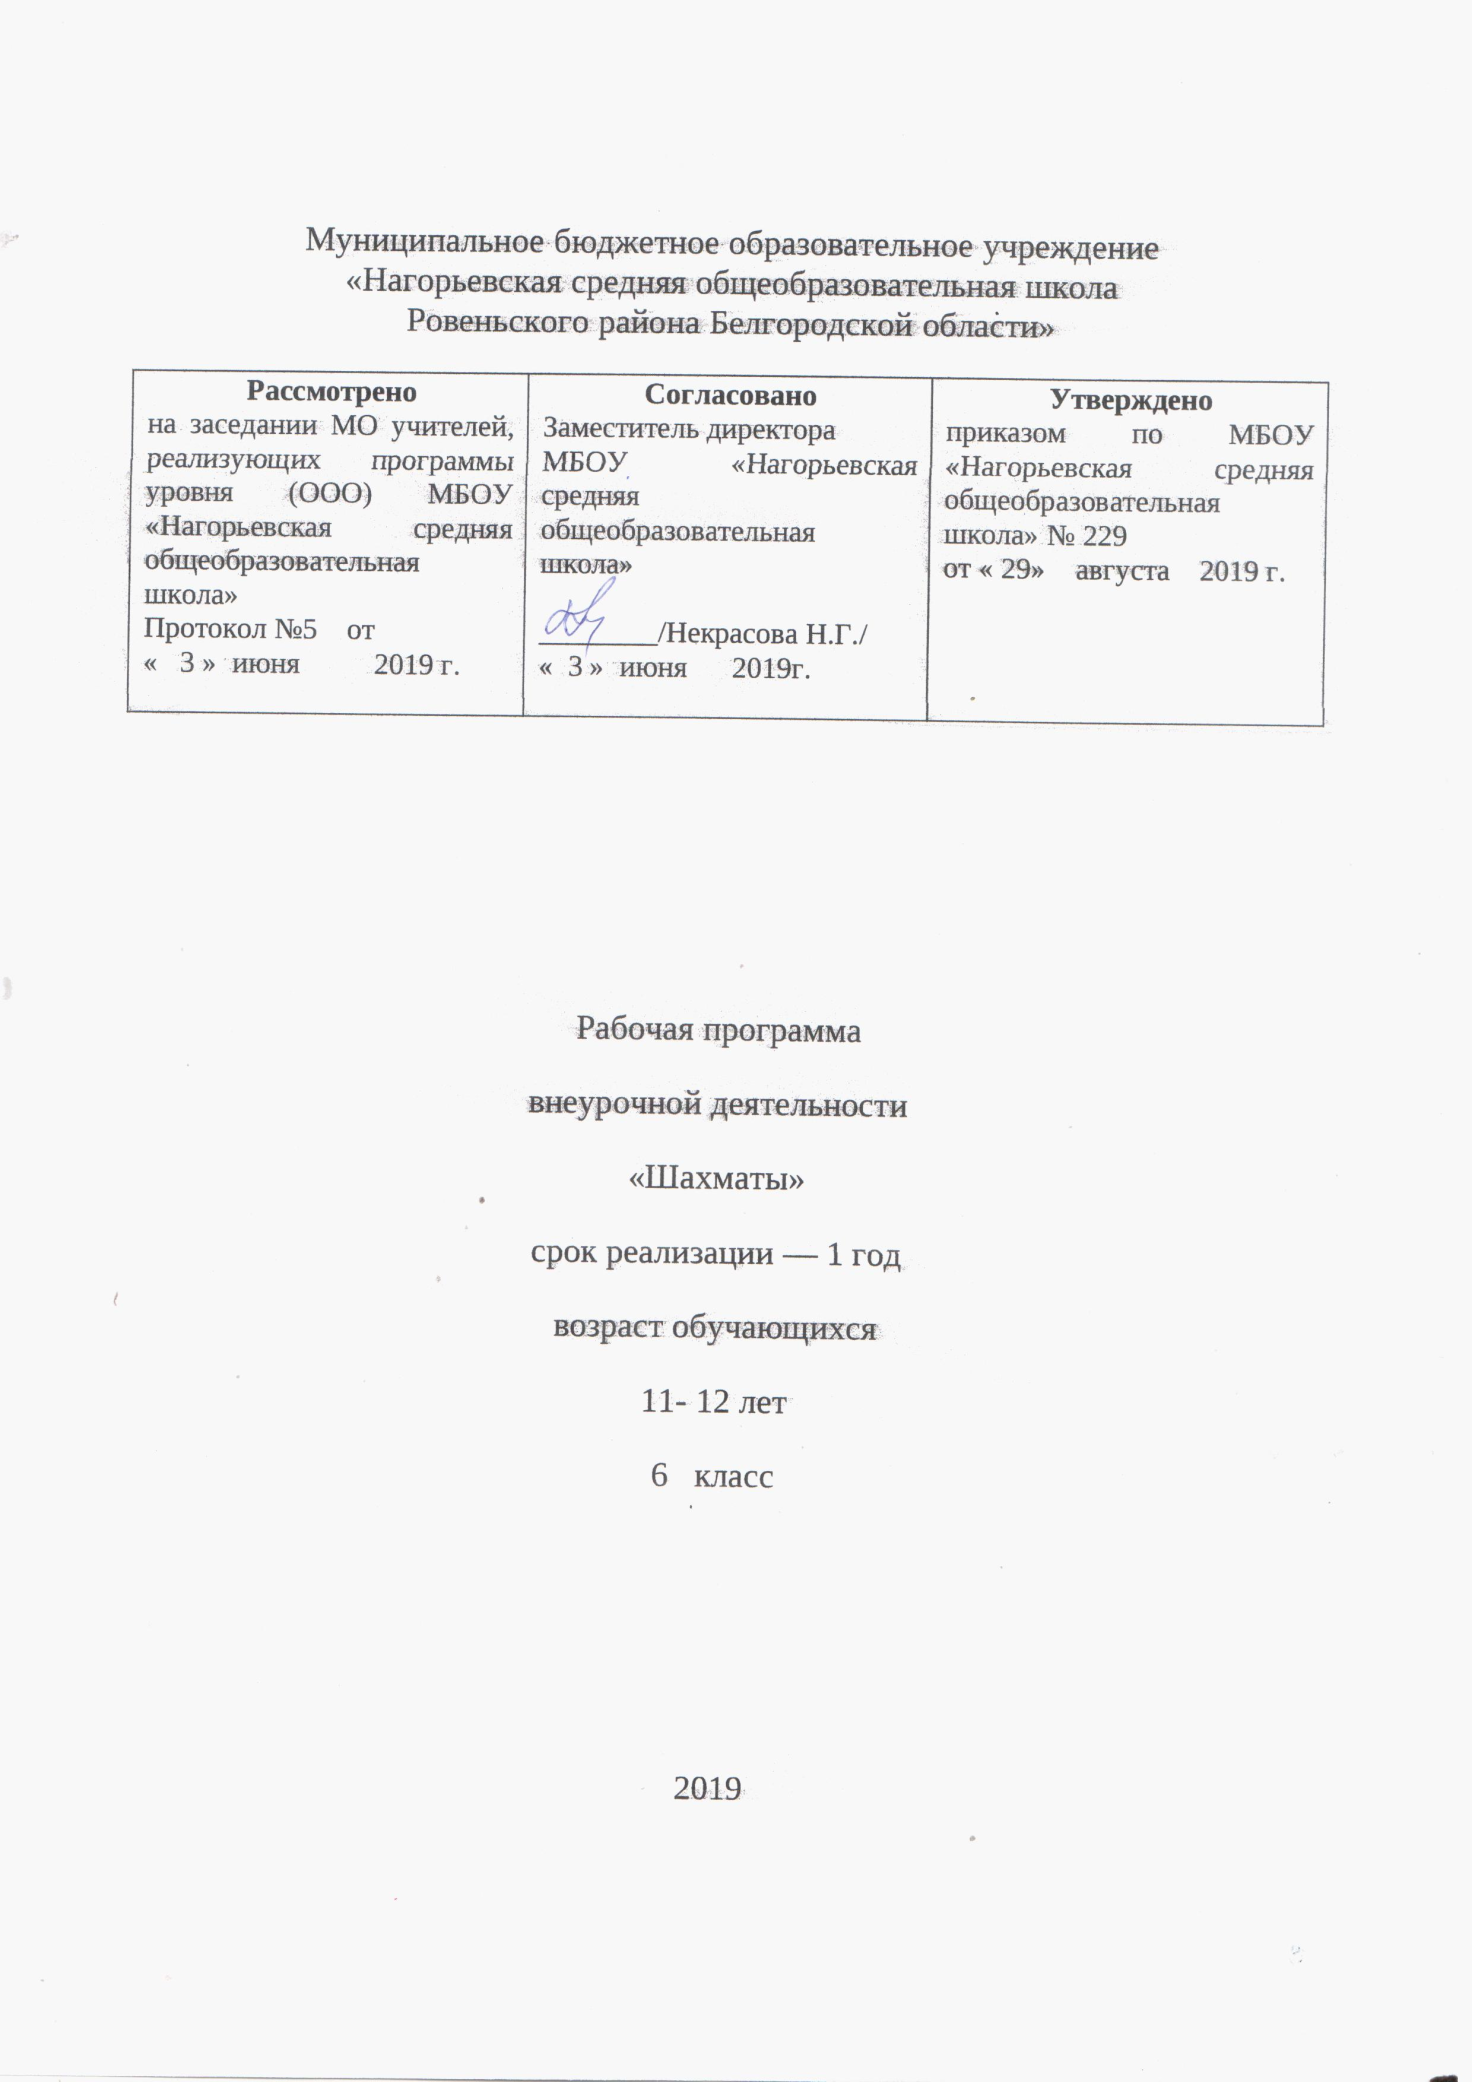 Муниципальное бюджетное образовательное учреждение
«Нагорьевская средняя общеобразовательная школа
Ровеньского района Белгородской области»
Рассмотрено
на заседании МО учителей,
реализующих программы
уровня (ООО) МБОУ
«Нагорьевская средняя
общеобразовательная
школа»
Протокол №5 от
« 3 » июня 2019 г.
Согласовано
Заместитель директора
МБОУ «Нагорьевская
средняя
общеобразовательная
школа»
________/Некрасова Н.Г./
« 3 » июня 2019г.
Утверждено
приказом по МБОУ
«Нагорьевская средняя
общеобразовательная
школа» № 229
от « 29» августа 2019 г.
Рабочая программа
внеурочной деятельности
«Шахматы»
срок реализации — 1 год
возраст обучающихся
11- 12 лет
6 класс
2019